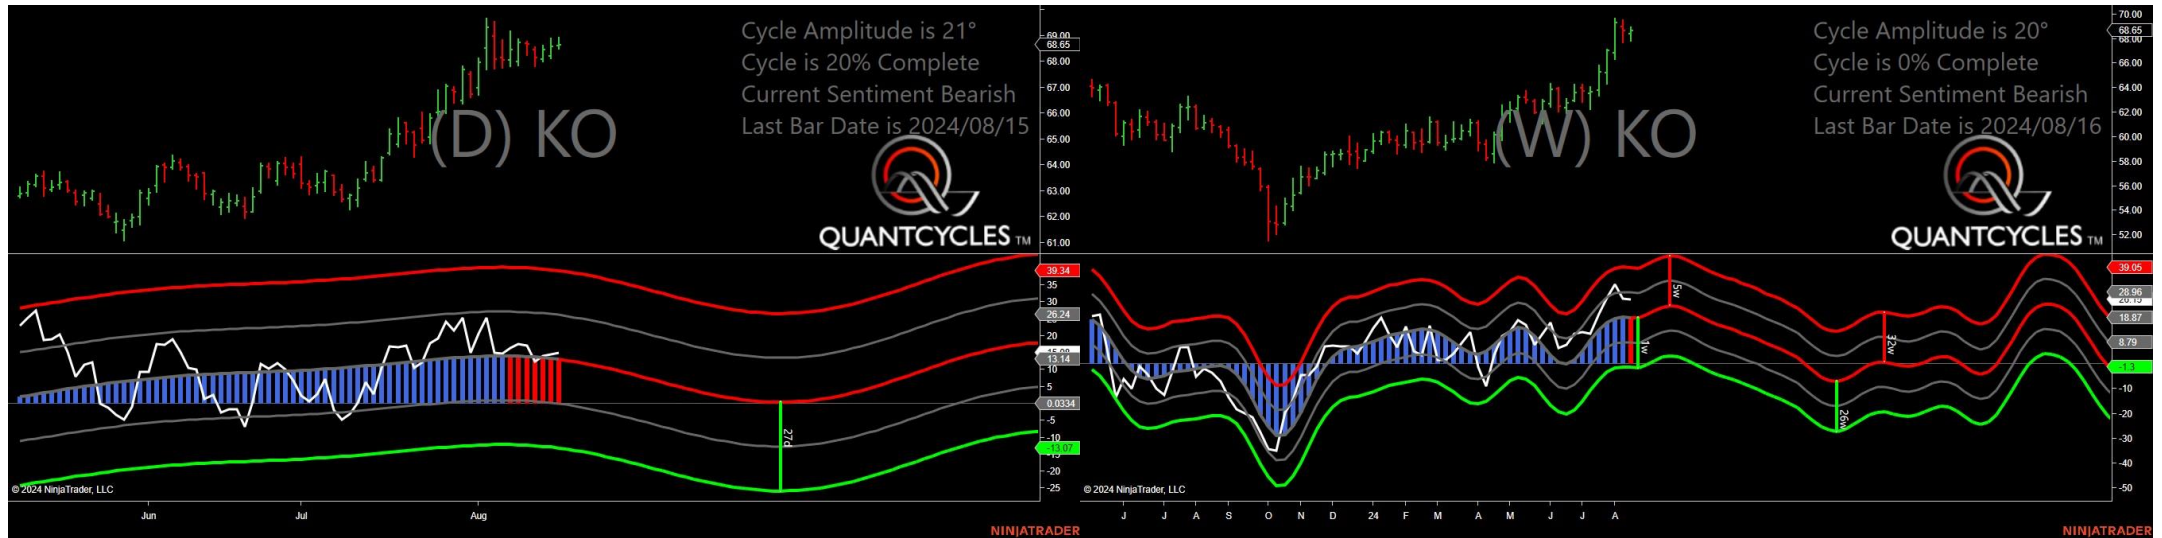 Cycle Amplitude is 21°
Cycle is 20% Complete
Current Sentiment Bearish
Last Bar Date is 2024/08/15
(D) KO
QUANTCYCLES TM
69.00
68.65
68.00
67.00
66.00
65.00
64.00
63.00
62.00
61.00
39.34
35
30
26.24
20
13.14
10
5
0.0334
-5
-10
-13.07
-20
-25
27d
© 2024 NinjaTrader, LLC
Jun Jul Aug
NINJATRADER
Cycle Amplitude is 20°
Cycle is 0% Complete
Current Sentiment Bearish
Last Bar Date is 2024/08/16
(W) KO
QUANTCYCLES TM
70.00
68.65
68.00
66.00
64.00
62.00
60.00
58.00
56.00
54.00
52.00
39.05
28.96
18.87
8.79
-1.3
-10
-20
-30
-40
-50
5w
1w
32w
26w
© 2024 NinjaTrader, LLC
J J A S O N D 24 F M A M J J A
NINJATRADER